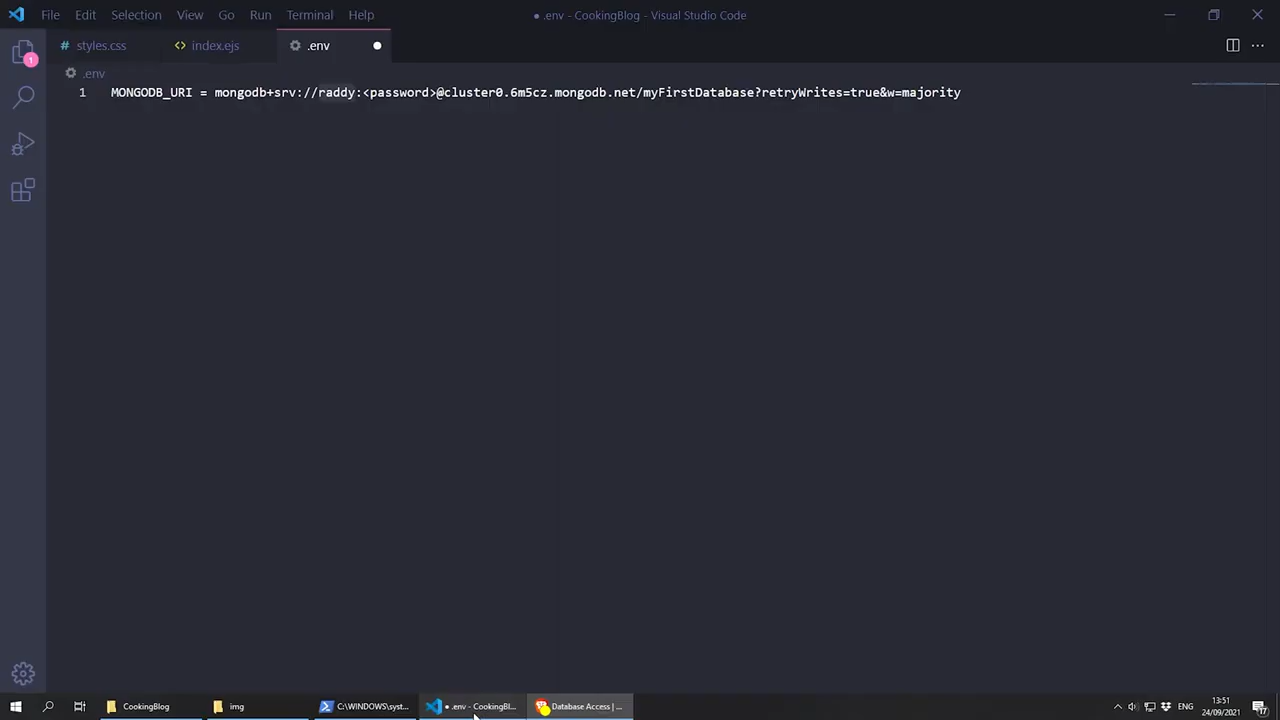 File Edit Selection View Go Run Terminal Help
● .env - CookingBlog - Visual Studio Code
# styles.css <> index.ejs .env ●
.env
1 MONGODB_URI = mongodb+srv://raddy:<password>@cluster0.6m5cz.mongodb.net/myFirstDatabase?retryWrites=true&w=majority
1
CookingBlog img C:\WINDOWS\syst... ● .env - CookingBl... Database Access | ... ENG 13:51
24/09/2021
17